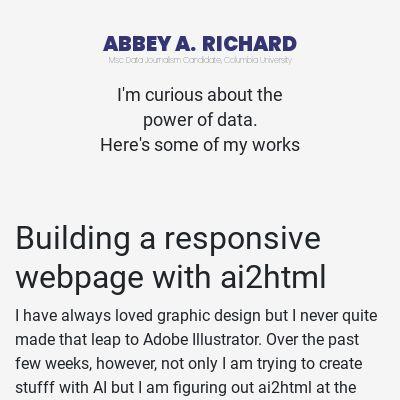 ABBEY A. RICHARD
Msc Data Journalism Candidate, Columbia University
I'm curious about the
power of data.
Here's some of my works
Building a responsive
webpage with ai2html
I have always loved graphic design but I never quite
made that leap to Adobe Illustrator. Over the past
few weeks, however, not only I am trying to create
stufff with AI but I am figuring out ai2html at the